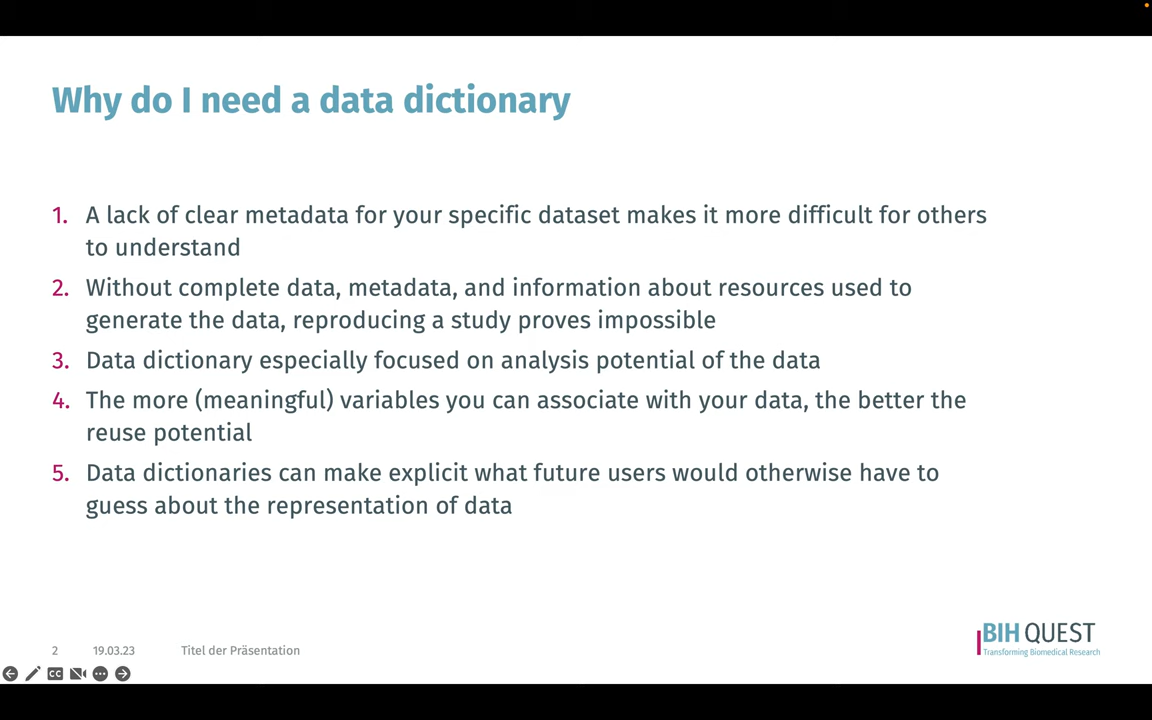 Why do I need a data dictionary
1. A lack of clear metadata for your specific dataset makes it more difficult for others
to understand
2. Without complete data, metadata, and information about resources used to
generate the data, reproducing a study proves impossible
3. Data dictionary especially focused on analysis potential of the data
4. The more (meaningful) variables you can associate with your data, the better the
reuse potential
5. Data dictionaries can make explicit what future users would otherwise have to
guess about the representation of data
BIH QUEST
Transforming Biomedical Research
2 19.03.23 Titel der Präsentation
CC